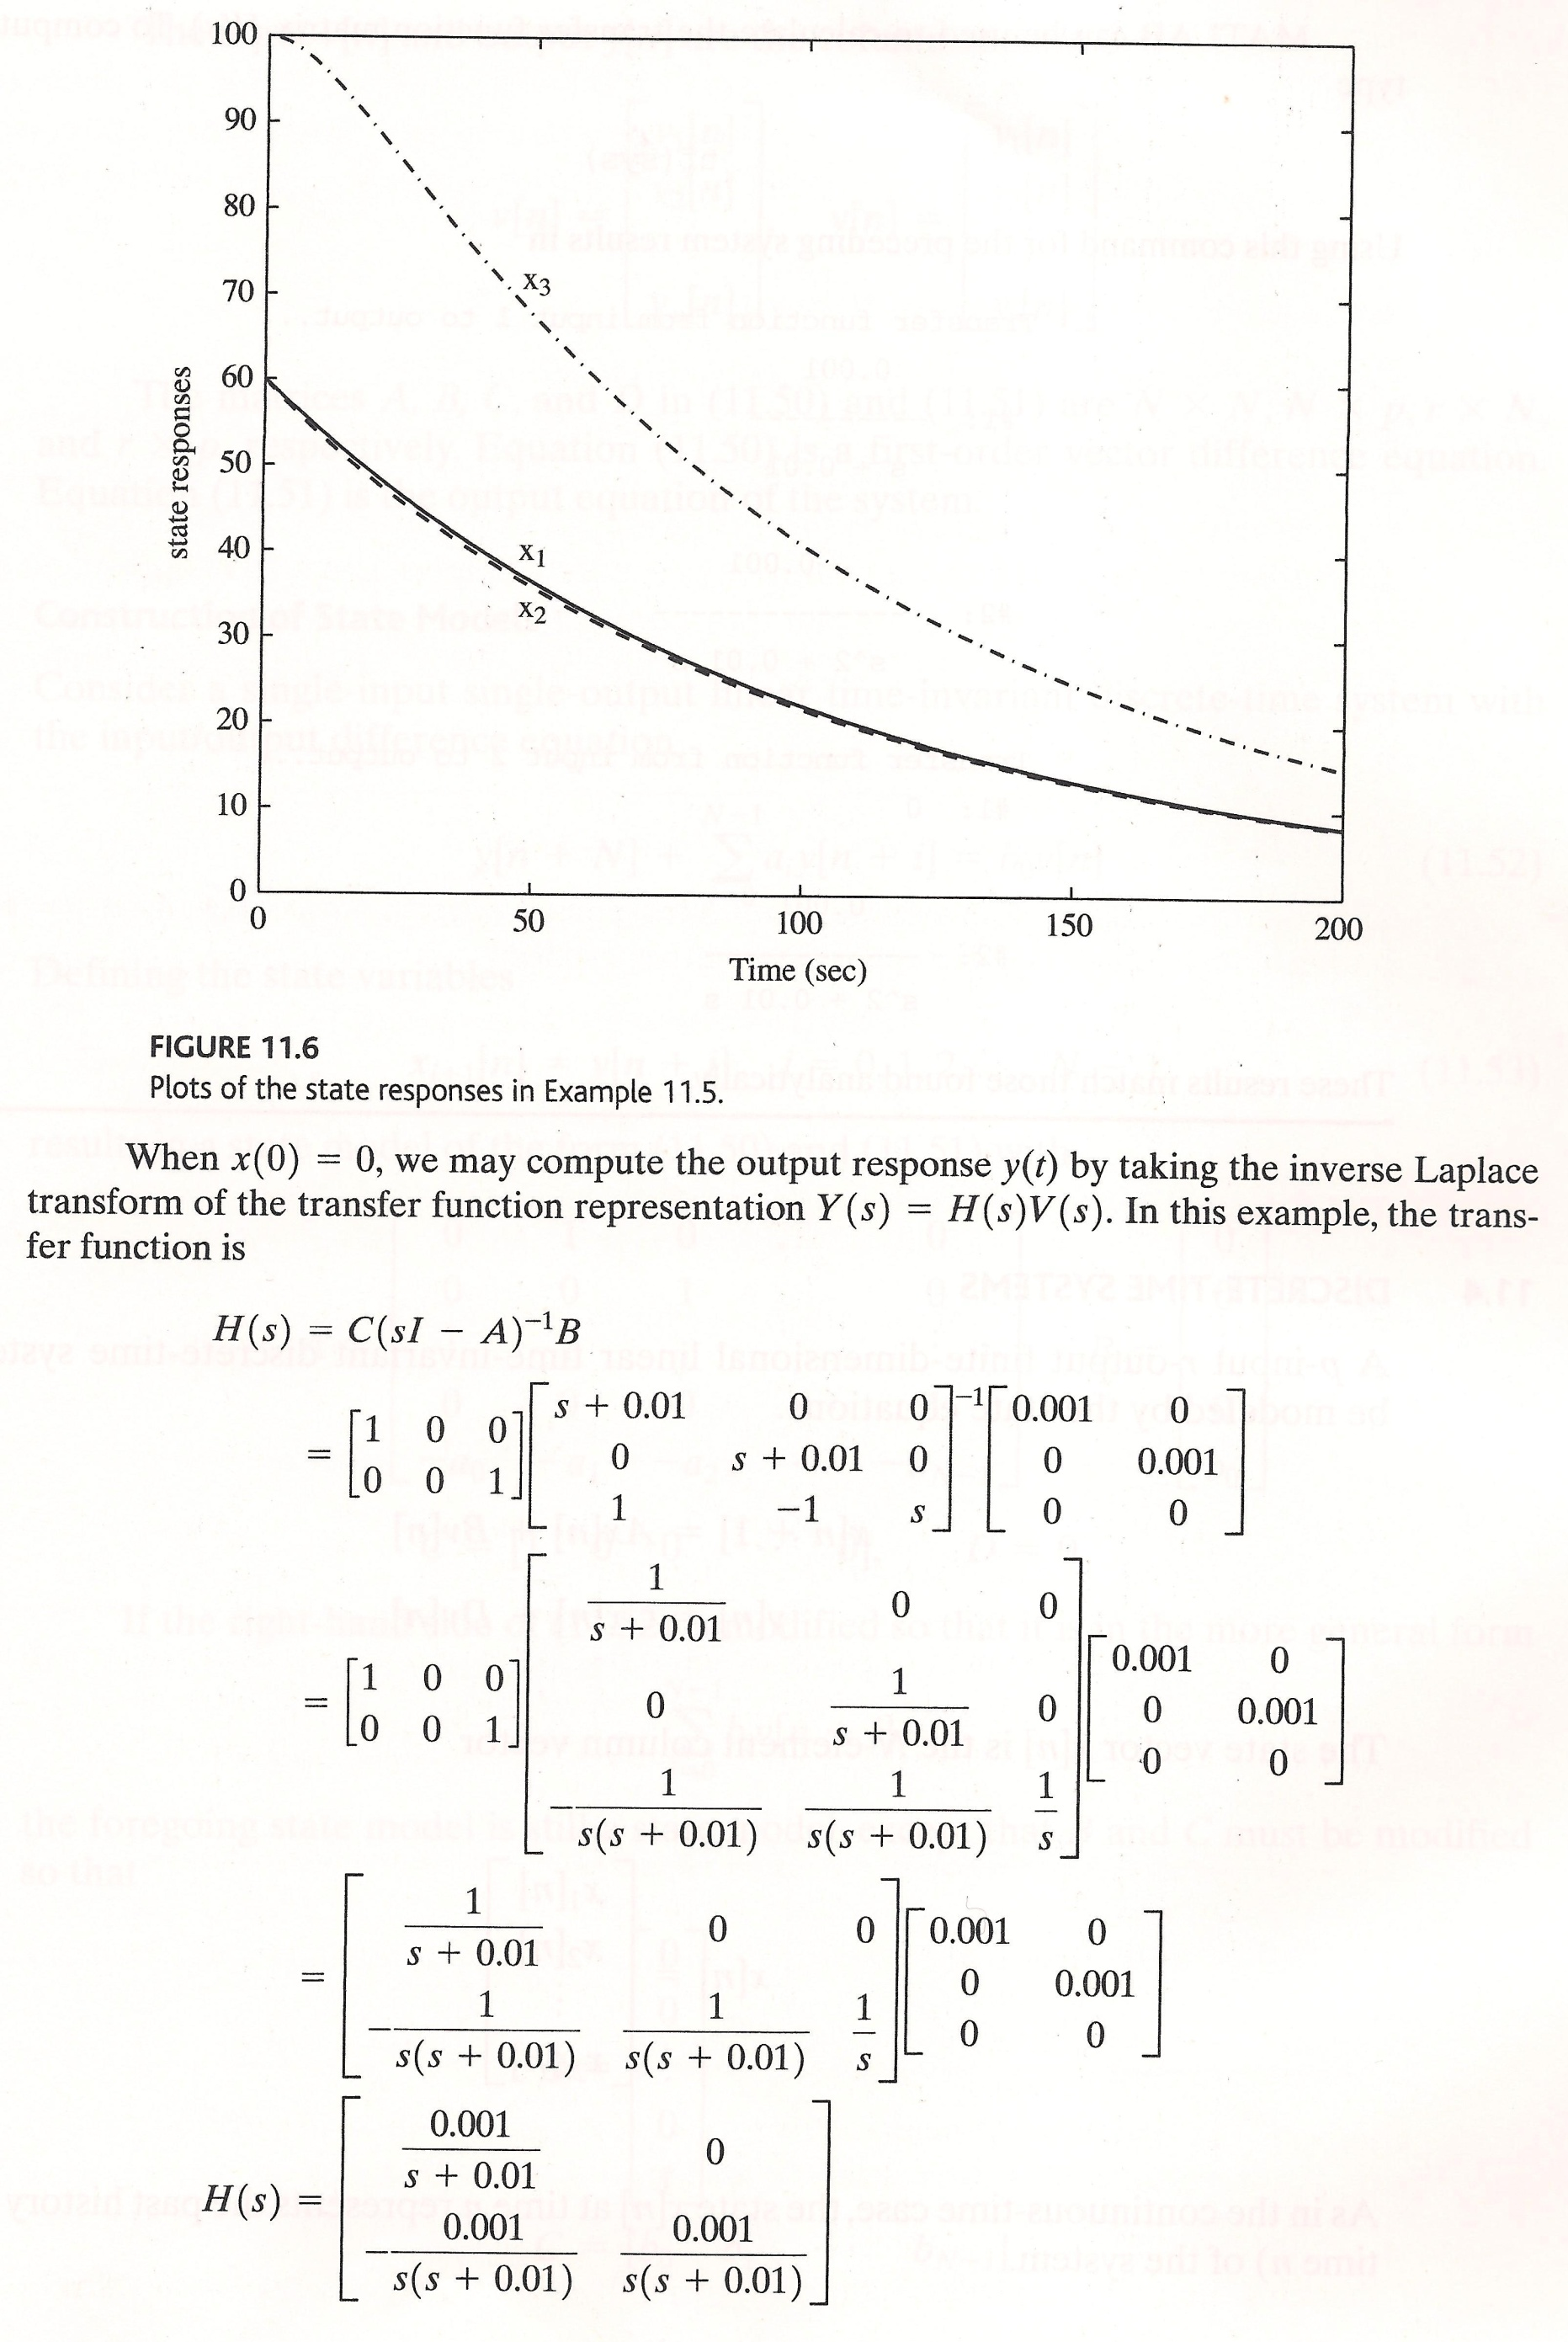 100
90
80
70
60
50
40
30
20
10
0
state responses
x3
x1
x2
0 50 100 150 200
Time (sec)
FIGURE 11.6
Plots of the state responses in Example 11.5.
When x(0) = 0, we may compute the output response y(t) by taking the inverse Laplace
transform of the transfer function representation Y(s) = H(s)V(s). In this example, the trans-
fer function is
H(s) = C(sI − A)⁻¹B
= [1 0 0; 0 0 1] [s + 0.01 0 0; 0 s + 0.01 0; 1 −1 s]⁻¹ [0.001 0; 0 0.001; 0 0]
= [1 0 0; 0 0 1] [1/(s + 0.01) 0 0; 0 1/(s + 0.01) 0; −1/(s(s + 0.01)) 1/(s(s + 0.01)) 1/s] [0.001 0; 0 0.001; 0 0]
= [1/(s + 0.01) 0 0; −1/(s(s + 0.01)) 1/(s(s + 0.01)) 1/s] [0.001 0; 0 0.001; 0 0]
H(s) = [0.001/(s + 0.01) 0; −0.001/(s(s + 0.01)) 0.001/(s(s + 0.01))]